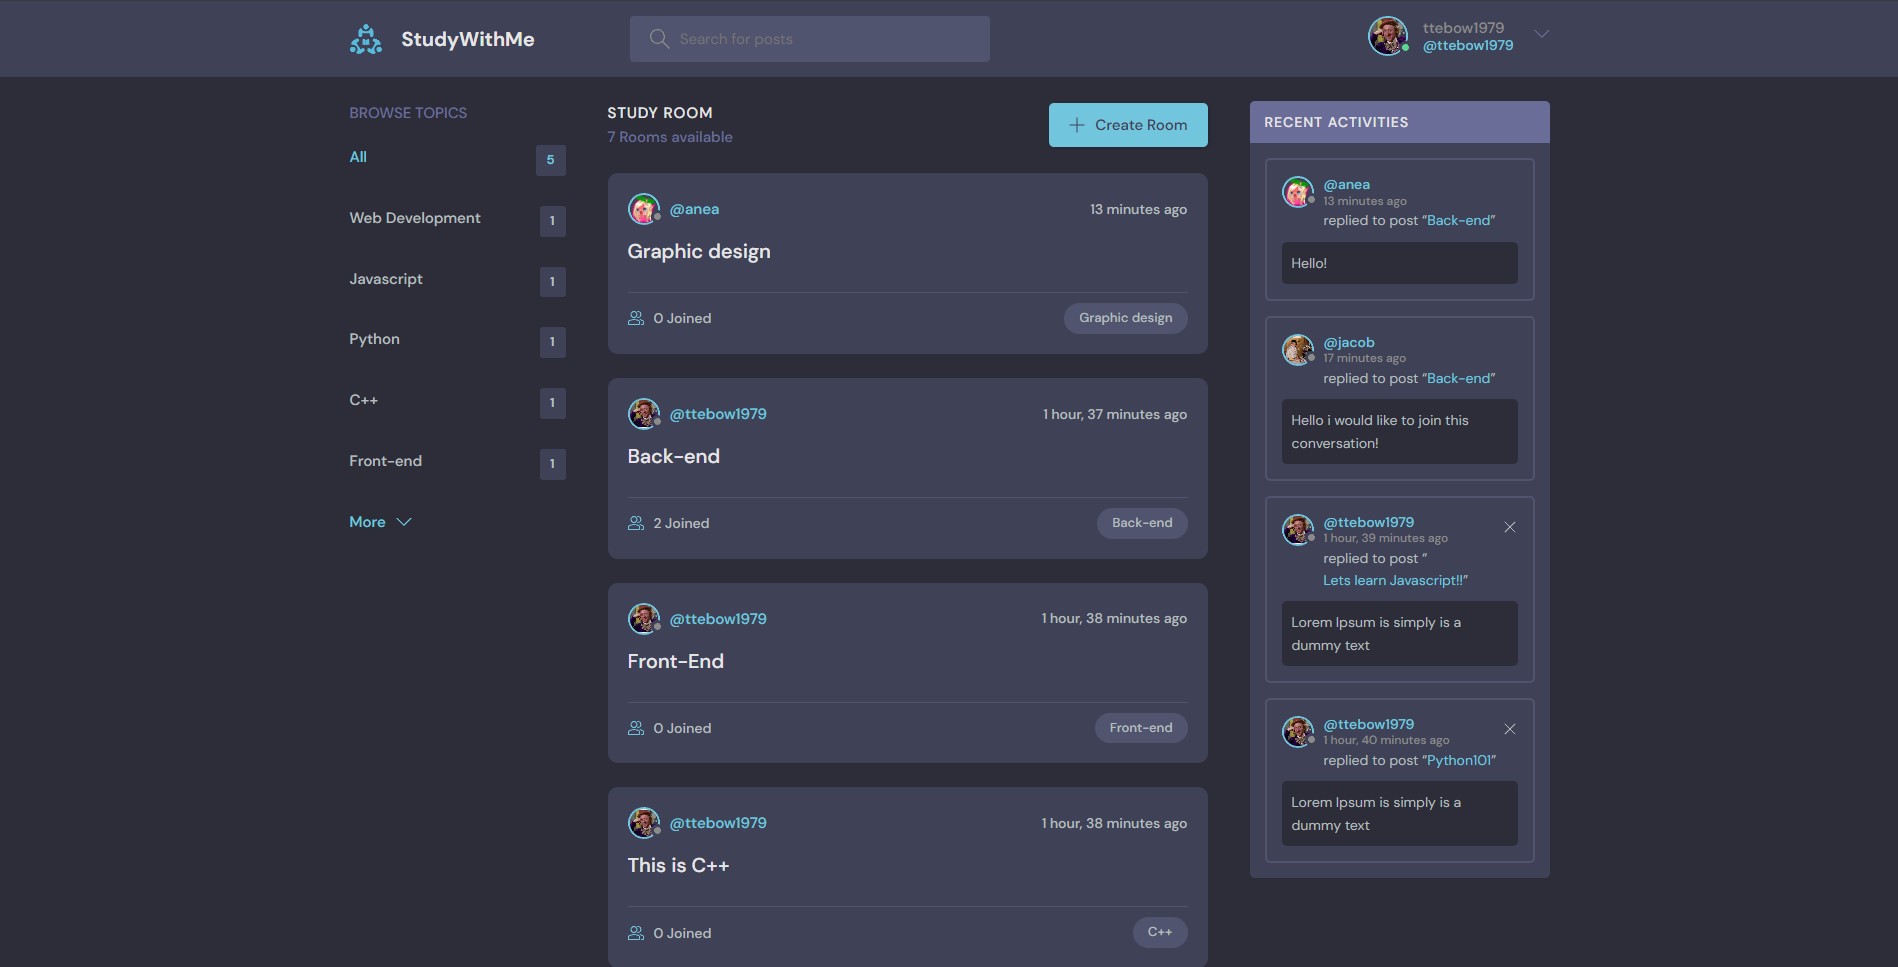 StudyWithMe
Search for posts
ttebow1979
@ttebow1979
BROWSE TOPICS
All
5
Web Development
1
Javascript
1
Python
1
C++
1
Front-end
1
More
STUDY ROOM
7 Rooms available
Create Room
@anea
13 minutes ago
Graphic design
0 Joined
Graphic design
@ttebow1979
1 hour, 37 minutes ago
Back-end
2 Joined
Back-end
@ttebow1979
1 hour, 38 minutes ago
Front-End
0 Joined
Front-end
@ttebow1979
1 hour, 38 minutes ago
This is C++
0 Joined
C++
RECENT ACTIVITIES
@anea
13 minutes ago
replied to post “Back-end”
Hello!
@jacob
17 minutes ago
replied to post “Back-end”
Hello i would like to join this
conversation!
@ttebow1979
1 hour, 39 minutes ago
replied to post “
Lets learn Javascript!!”
Lorem Ipsum is simply is a
dummy text
@ttebow1979
1 hour, 40 minutes ago
replied to post “Python101”
Lorem Ipsum is simply is a
dummy text